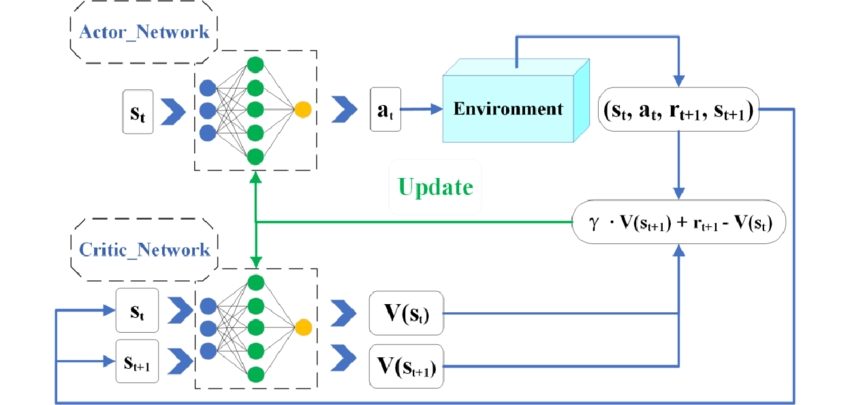 Actor_Network
sₜ
aₜ
Environment
(sₜ, aₜ, rₜ₊₁, sₜ₊₁)
Update
γ · V(sₜ₊₁) + rₜ₊₁ - V(sₜ)
Critic_Network
sₜ
V(sₜ)
sₜ₊₁
V(sₜ₊₁)